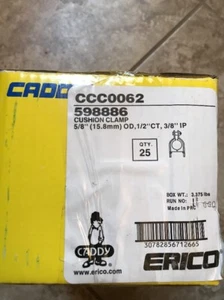 CADDY
CCC0062
598886
CUSHION CLAMP
5/8" (15.8mm) OD,1/2"CT, 3/8" IP
QTY.
25
BOX WT.: 3.375 lbs
RUN NO:
Made in PRC
CADDY
30782856712665
www.erico.com
ERICO